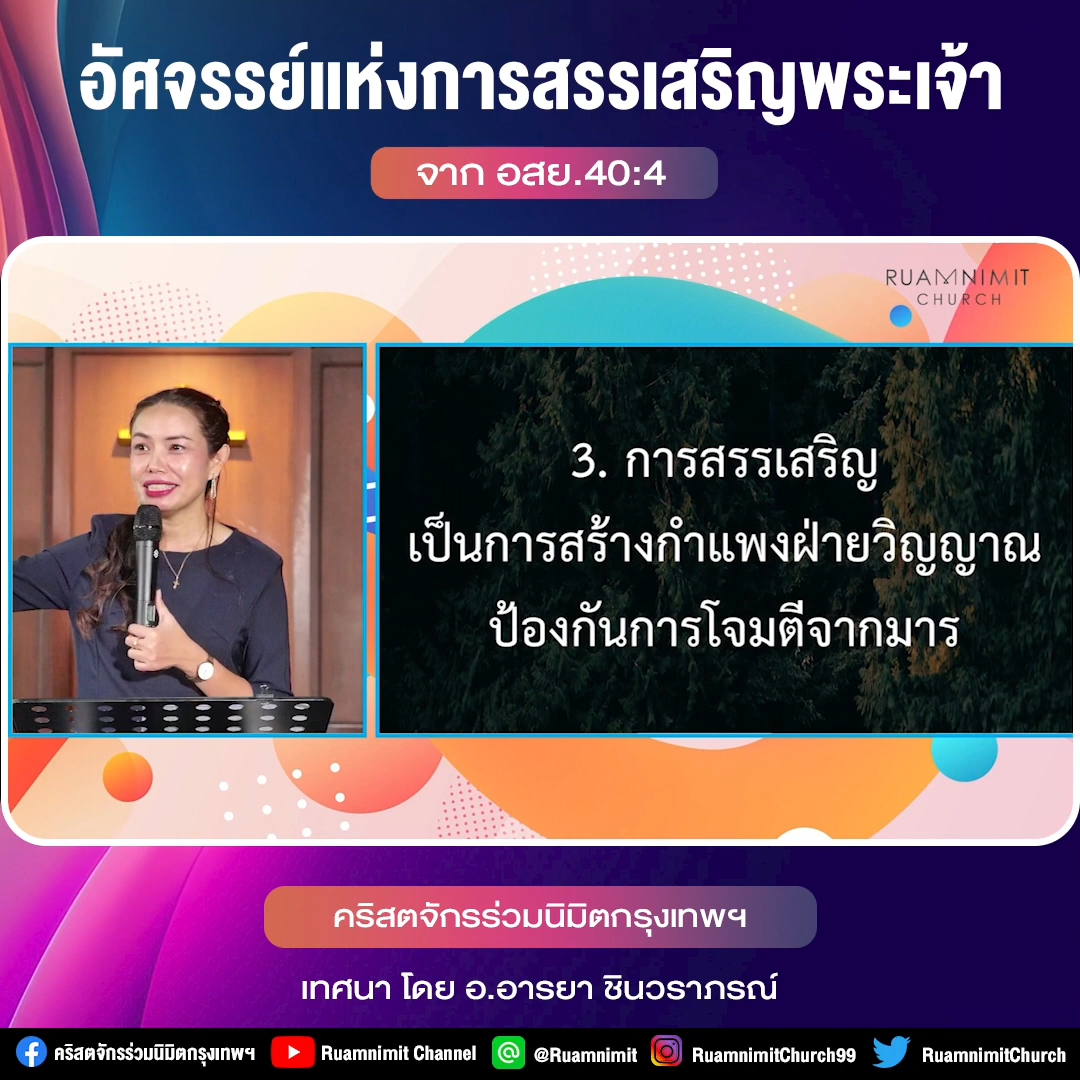 อัศจรรย์แห่งการสรรเสริญพระเจ้า
จาก อสย.40:4
RUAMNIMIT
CHURCH
3. การสรรเสริญ
เป็นการสร้างกำแพงฝ่ายวิญญาณ
ป้องกันการโจมตีจากมาร
คริสตจักรร่วมนิมิตกรุงเทพฯ
เทศนา โดย อ.อารยา ชินวราภรณ์
คริสตจักรร่วมนิมิตกรุงเทพฯ Ruamnimit Channel @Ruamnimit RuamnimitChurch99 RuamnimitChurch